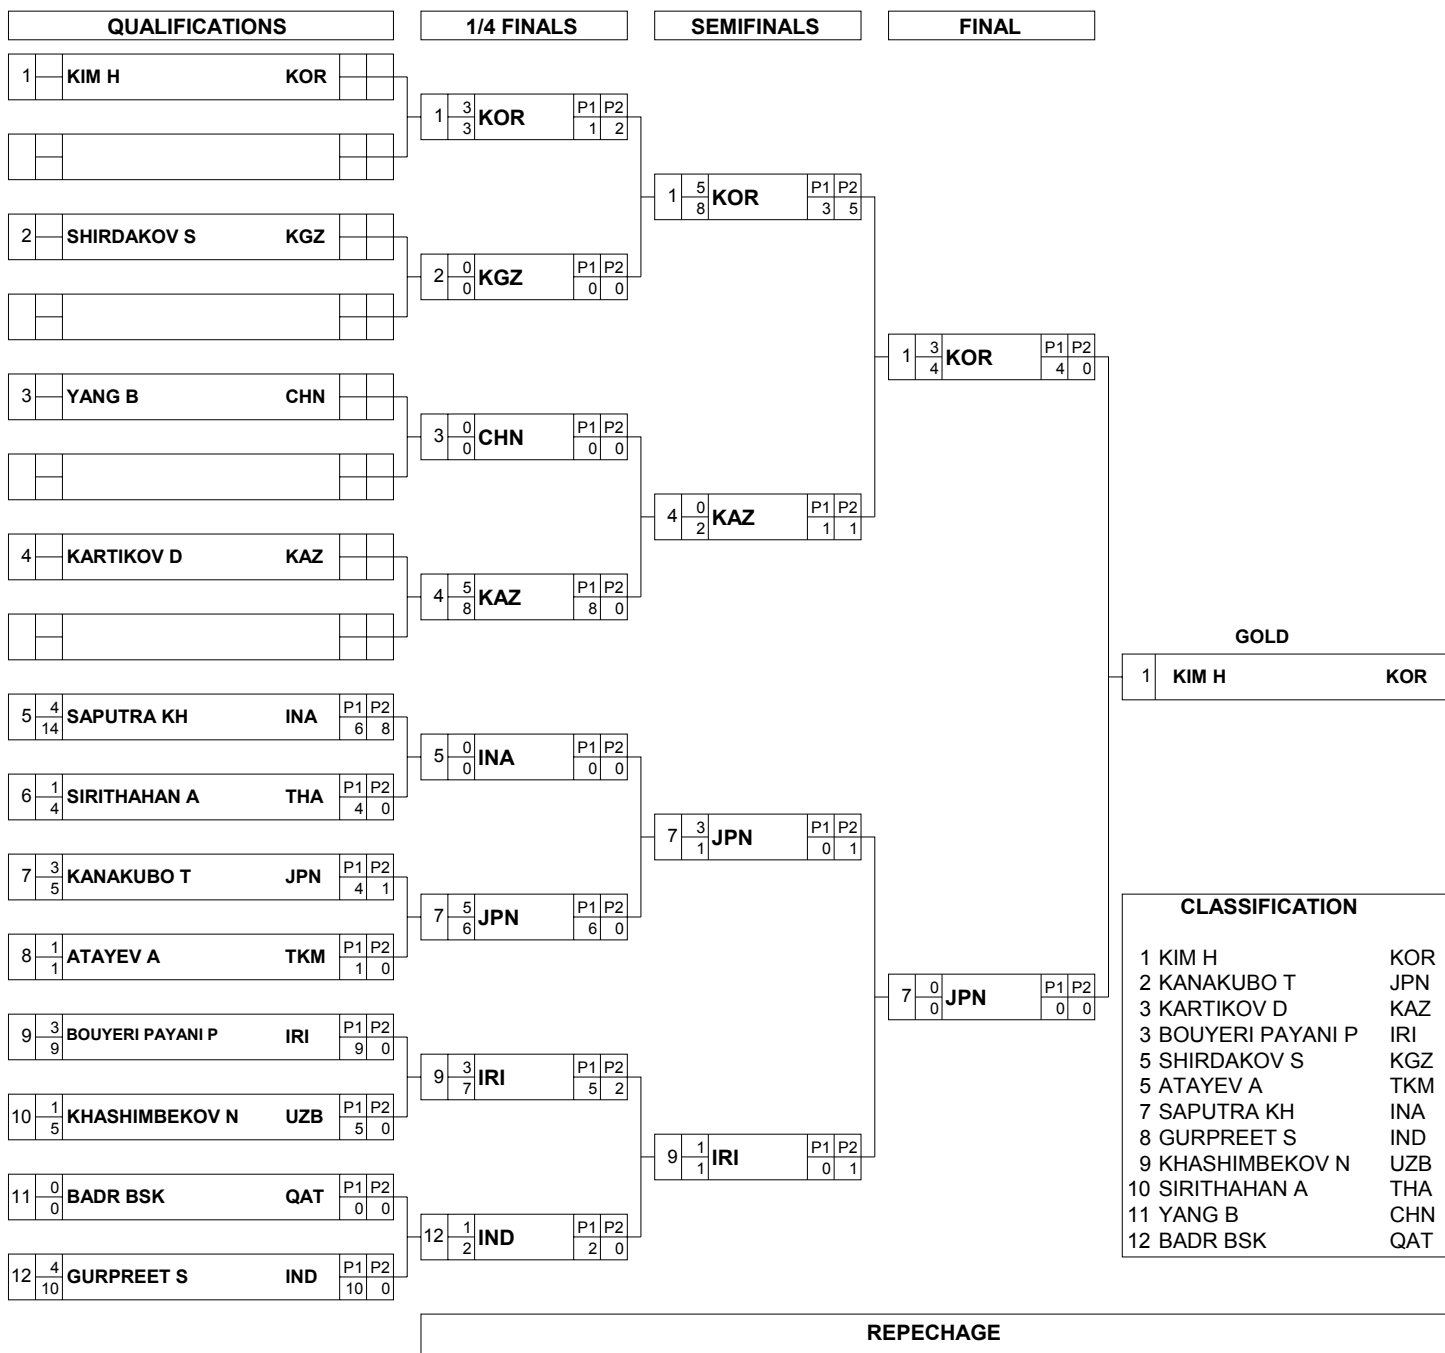 QUALIFICATIONS 1/4 FINALS SEMIFINALS FINAL
1 KIM H KOR
1 3 3 KOR P1 P2 1 2
1 5 8 KOR P1 P2 3 5
2 SHIRDAKOV S KGZ
2 0 0 KGZ P1 P2 0 0
1 3 4 KOR P1 P2 4 0
3 YANG B CHN
3 0 0 CHN P1 P2 0 0
4 0 2 KAZ P1 P2 1 1
4 KARTIKOV D KAZ
4 5 8 KAZ P1 P2 8 0
GOLD
1 KIM H KOR
5 4 14 SAPUTRA KH INA P1 P2 6 8
5 0 0 INA P1 P2 0 0
6 1 4 SIRITHAHAN A THA P1 P2 4 0
7 3 1 JPN P1 P2 0 1
7 3 5 KANAKUBO T JPN P1 P2 4 1
7 5 6 JPN P1 P2 6 0
8 1 1 ATAYEV A TKM P1 P2 1 0
7 0 0 JPN P1 P2 0 0
9 3 9 BOUYERI PAYANI P IRI P1 P2 9 0
9 3 7 IRI P1 P2 5 2
10 1 5 KHASHIMBEKOV N UZB P1 P2 5 0
9 1 1 IRI P1 P2 0 1
11 0 0 BADR BSK QAT P1 P2 0 0
12 1 2 IND P1 P2 2 0
12 4 10 GURPREET S IND P1 P2 10 0
CLASSIFICATION
1 KIM H KOR
2 KANAKUBO T JPN
3 KARTIKOV D KAZ
3 BOUYERI PAYANI P IRI
5 SHIRDAKOV S KGZ
5 ATAYEV A TKM
7 SAPUTRA KH INA
8 GURPREET S IND
9 KHASHIMBEKOV N UZB
10 SIRITHAHAN A THA
11 YANG B CHN
12 BADR BSK QAT
REPECHAGE